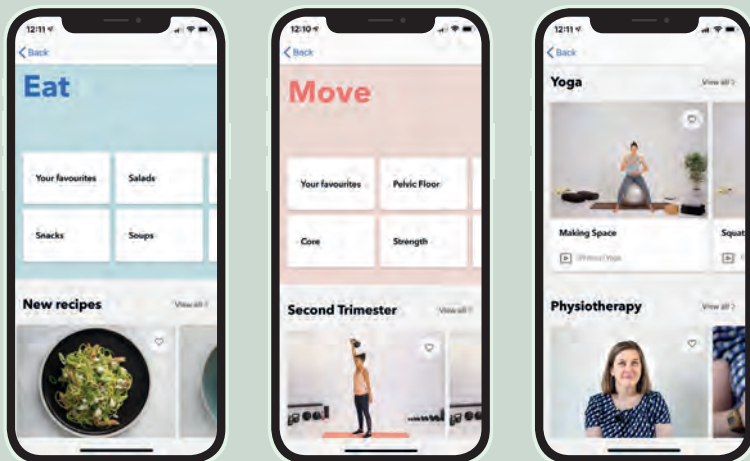 12:11
Back
Eat
Your favourites
Salads
Snacks
Soups
New recipes
View all >
12:10
Back
Move
Your favourites
Pelvic Floor
Core
Strength
Second Trimester
View all >
12:11
Back
Yoga
View all >
Making Space
Squat
Physiotherapy
View all >